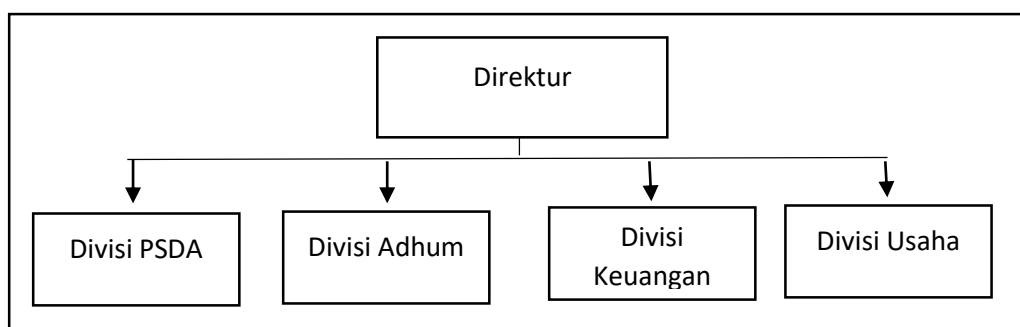 Direktur
Divisi PSDA
Divisi Adhum
Divisi
Keuangan
Divisi Usaha